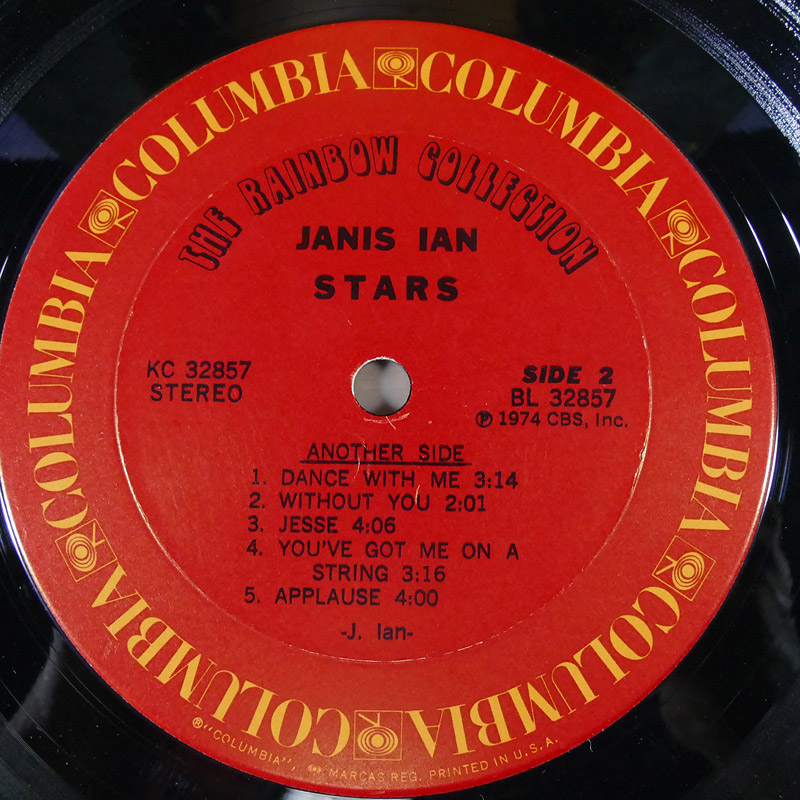 COLUMBIA COLUMBIA COLUMBIA COLUMBIA COLUMBIA COLUMBIA
THE RAINBOW COLLECTION
JANIS IAN
STARS
KC 32857
STEREO
SIDE 2
BL 32857
℗ 1974 CBS, Inc.
ANOTHER SIDE
1. DANCE WITH ME 3:14
2. WITHOUT YOU 2:01
3. JESSE 4:06
4. YOU'VE GOT ME ON A
STRING 3:16
5. APPLAUSE 4:00
-J. Ian-
®"COLUMBIA", MARCAS REG. PRINTED IN U.S.A.